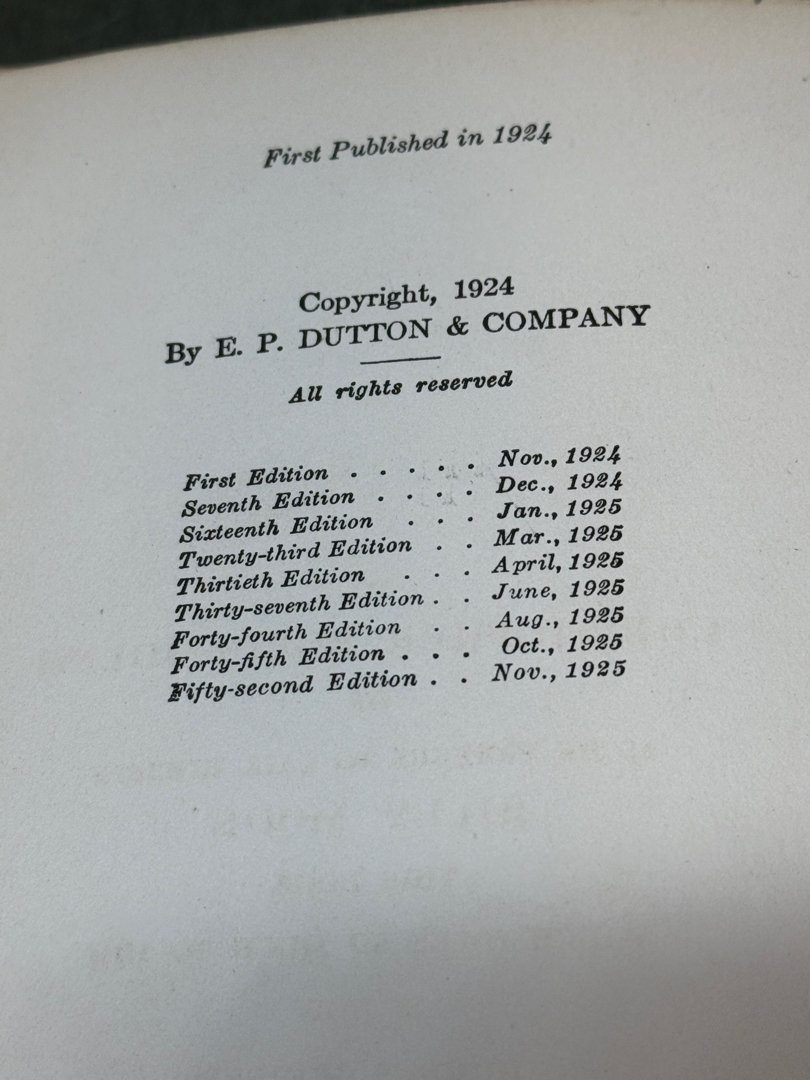 First Published in 1924
Copyright, 1924
By E. P. DUTTON & COMPANY
All rights reserved
First Edition . . . . . Nov., 1924
Seventh Edition . . . . Dec., 1924
Sixteenth Edition . . . Jan., 1925
Twenty-third Edition . . Mar., 1925
Thirtieth Edition . . . April, 1925
Thirty-seventh Edition . . June, 1925
Forty-fourth Edition . . Aug., 1925
Forty-fifth Edition . . . Oct., 1925
Fifty-second Edition . . Nov., 1925